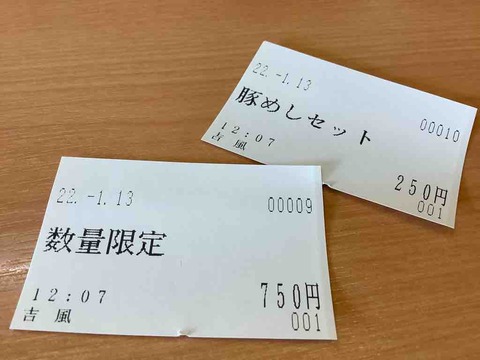 22.-1.13
00010
豚めしセット
12:07
250円
吉風
001
22.-1.13
00009
数量限定
12:07
750円
吉風
001